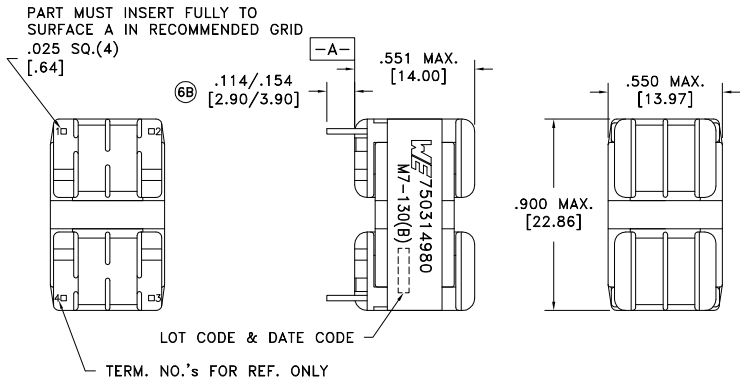 PART MUST INSERT FULLY TO
SURFACE A IN RECOMMENDED GRID
.025 SQ.(4)
[.64]
-A-
.551 MAX.
[14.00]
6B
.114/.154
[2.90/3.90]
.550 MAX.
[13.97]
1
2
WE 750314980
M7-130(B)
.900 MAX.
[22.86]
4
3
LOT CODE & DATE CODE
TERM. NO.'s FOR REF. ONLY